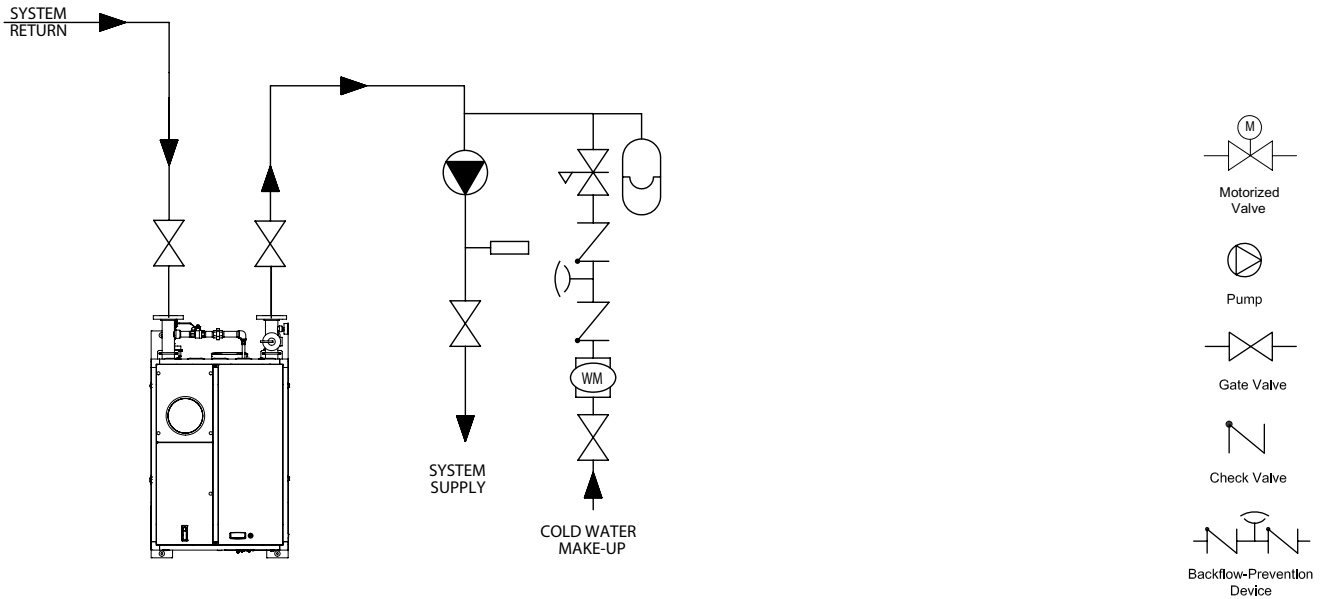 SYSTEM
RETURN
WM
SYSTEM
SUPPLY
COLD WATER
MAKE-UP
M
Motorized
Valve
Pump
Gate Valve
Check Valve
Backflow-Prevention
Device